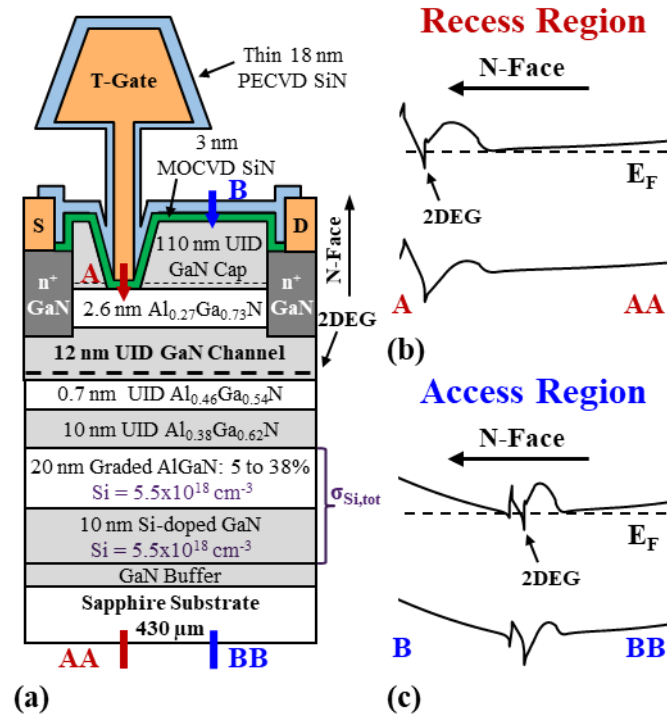 Thin 18 nm
PECVD SiN
T-Gate
3 nm
MOCVD SiN
B
S
D
110 nm UID
GaN Cap
A
n⁺
GaN
n⁺
GaN
2.6 nm Al₀.₂₇Ga₀.₇₃N
N-Face
2DEG
12 nm UID GaN Channel
0.7 nm UID Al₀.₄₆Ga₀.₅₄N
10 nm UID Al₀.₃₈Ga₀.₆₂N
20 nm Graded AlGaN: 5 to 38%
Si = 5.5x10¹⁸ cm⁻³
σSi,tot
10 nm Si-doped GaN
Si = 5.5x10¹⁸ cm⁻³
GaN Buffer
Sapphire Substrate
430 µm
AA
BB
(a)
Recess Region
N-Face
E_F
2DEG
A
AA
(b)
Access Region
N-Face
E_F
2DEG
B
BB
(c)